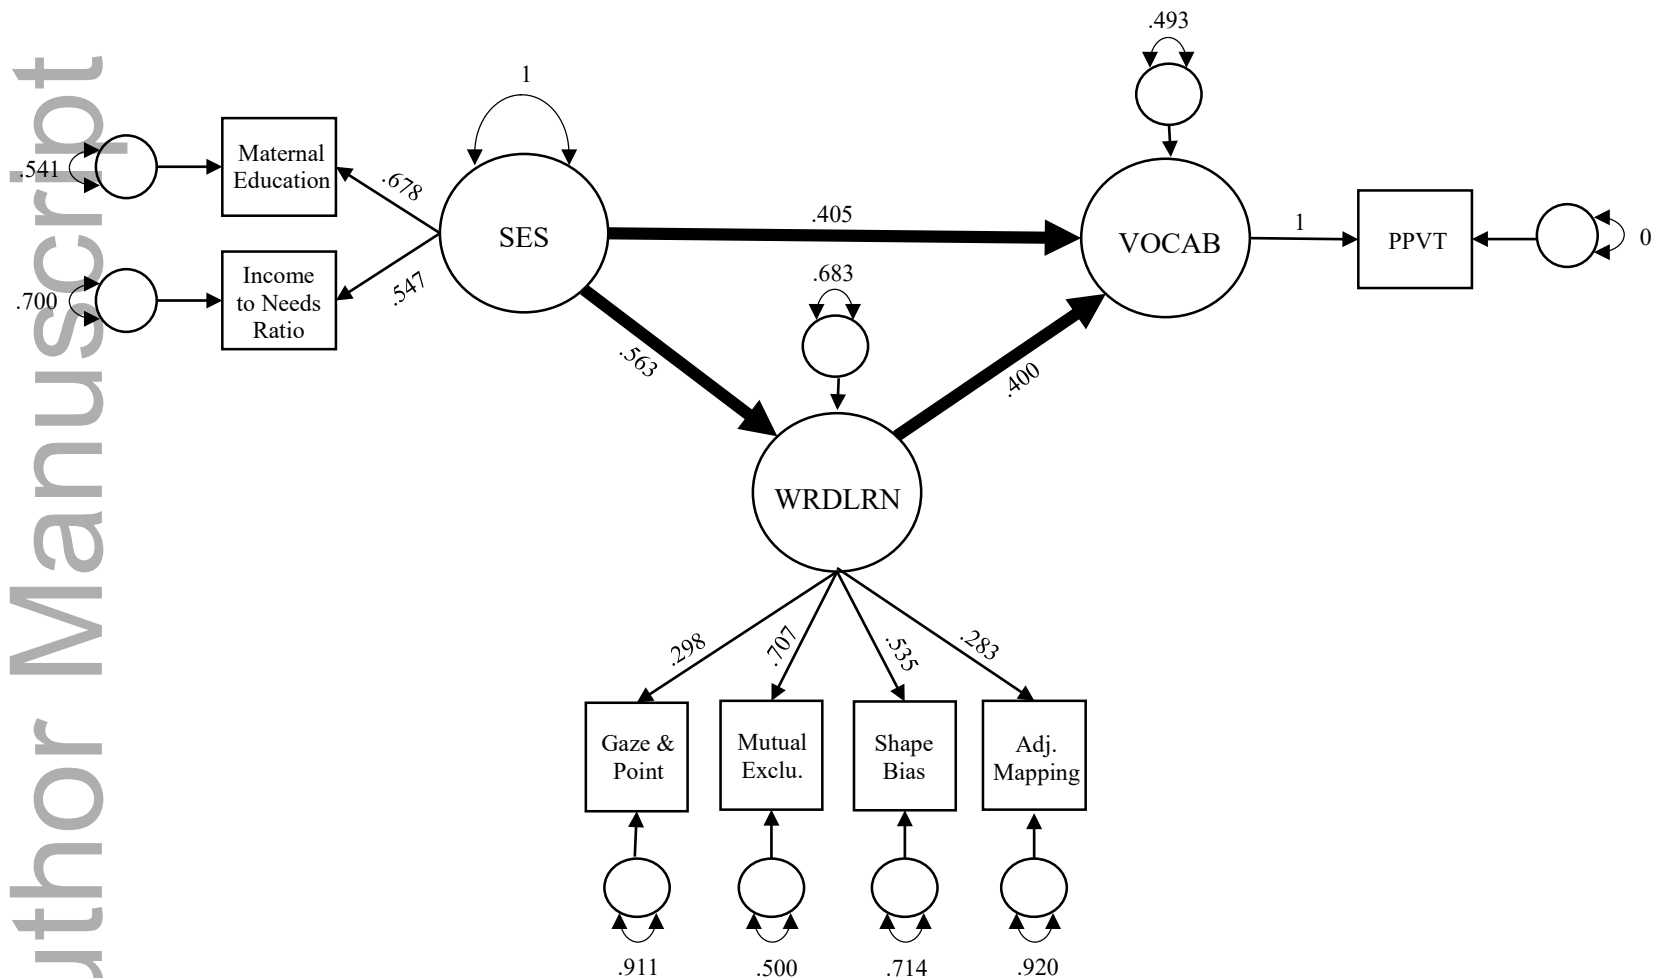 .493
1
.541
Maternal
Education
.678
SES
.405
VOCAB
1
PPVT
0
.700
Income
to Needs
Ratio
.547
.683
.563
.400
WRDLRN
.298
.707
.535
.283
Gaze &
Point
Mutual
Exclu.
Shape
Bias
Adj.
Mapping
.911
.500
.714
.920
uthor Manuscript